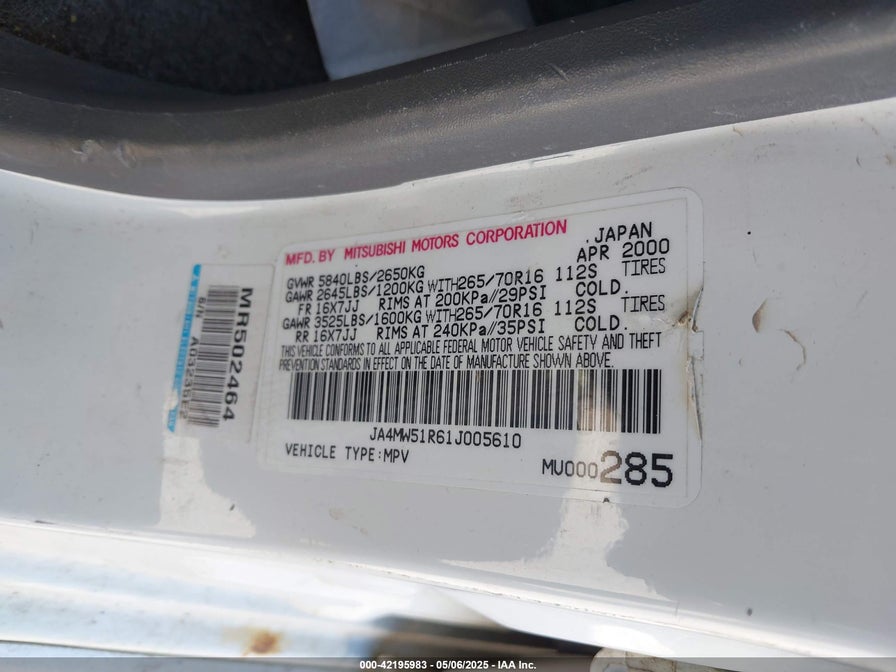 MFD. BY MITSUBISHI MOTORS CORPORATION
JAPAN
APR 2000
GVWR 5840LBS/2650KG
GAWR 2645LBS/1200KG WITH265/70R16 112S TIRES
FR 16X7JJ RIMS AT 200KPa//29PSI COLD.
GAWR 3525LBS/1600KG WITH265/70R16 112S TIRES
RR 16X7JJ RIMS AT 240KPa//35PSI COLD.
THIS VEHICLE CONFORMS TO ALL APPLICABLE FEDERAL MOTOR VEHICLE SAFETY AND THEFT
PREVENTION STANDARDS IN EFFECT ON THE DATE OF MANUFACTURE SHOWN ABOVE.
JA4MW51R61J005610
VEHICLE TYPE:MPV
MU000285
MR502464
B/N
000-42195983 - 05/06/2025 - IAA Inc.